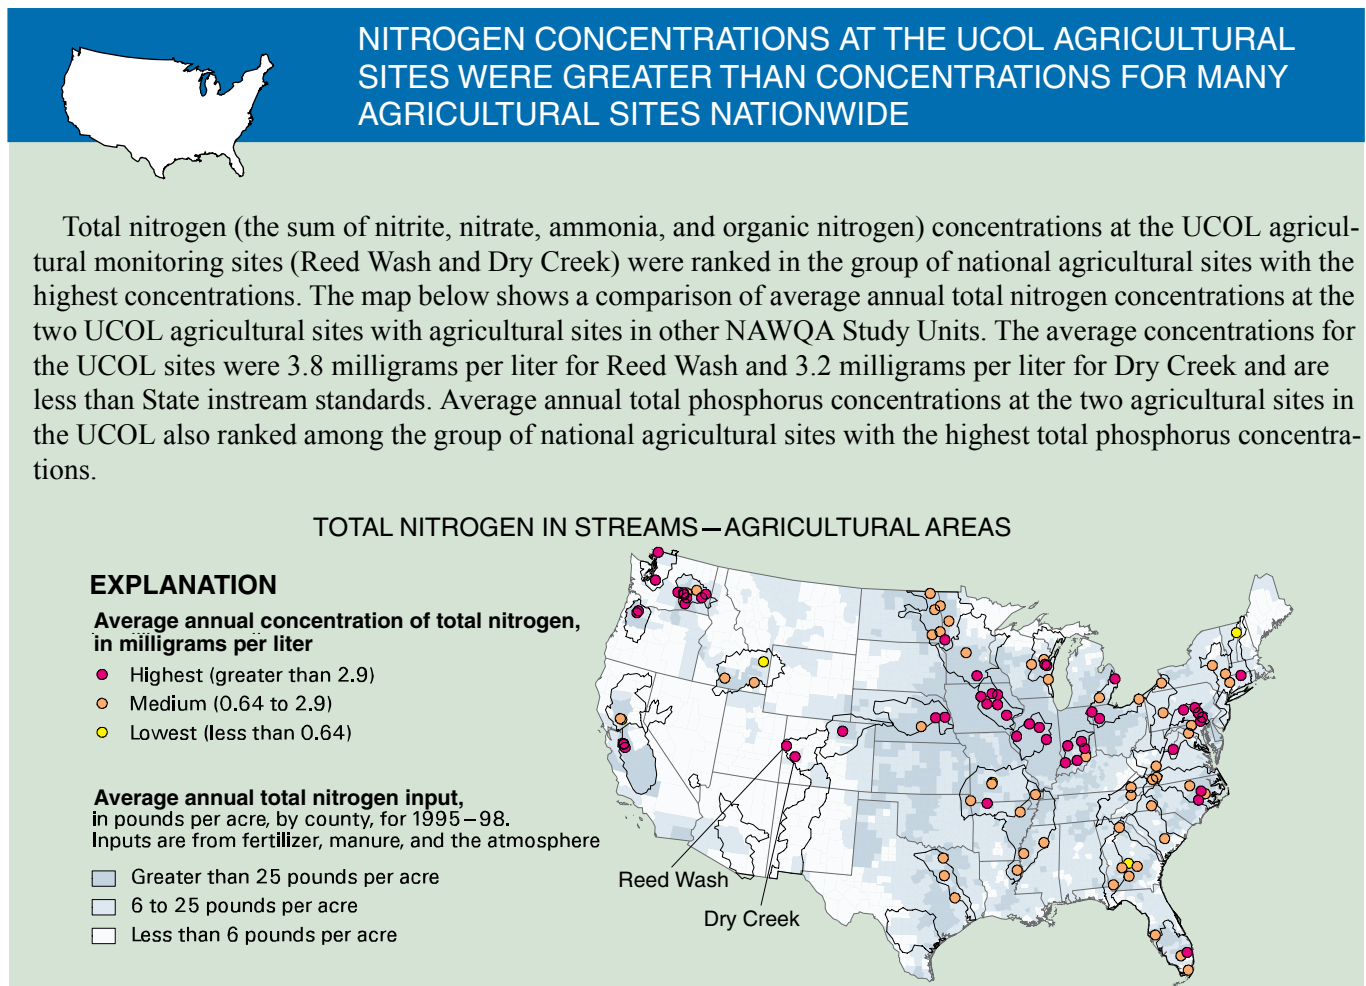 NITROGEN CONCENTRATIONS AT THE UCOL AGRICULTURAL
SITES WERE GREATER THAN CONCENTRATIONS FOR MANY
AGRICULTURAL SITES NATIONWIDE
Total nitrogen (the sum of nitrite, nitrate, ammonia, and organic nitrogen) concentrations at the UCOL agricul-
tural monitoring sites (Reed Wash and Dry Creek) were ranked in the group of national agricultural sites with the
highest concentrations. The map below shows a comparison of average annual total nitrogen concentrations at the
two UCOL agricultural sites with agricultural sites in other NAWQA Study Units. The average concentrations for
the UCOL sites were 3.8 milligrams per liter for Reed Wash and 3.2 milligrams per liter for Dry Creek and are
less than State instream standards. Average annual total phosphorus concentrations at the two agricultural sites in
the UCOL also ranked among the group of national agricultural sites with the highest total phosphorus concentra-
tions.
TOTAL NITROGEN IN STREAMS—AGRICULTURAL AREAS
EXPLANATION
Average annual concentration of total nitrogen,
in milligrams per liter
Highest (greater than 2.9)
Medium (0.64 to 2.9)
Lowest (less than 0.64)
Average annual total nitrogen input,
in pounds per acre, by county, for 1995–98.
Inputs are from fertilizer, manure, and the atmosphere
Greater than 25 pounds per acre
6 to 25 pounds per acre
Less than 6 pounds per acre
Reed Wash
Dry Creek